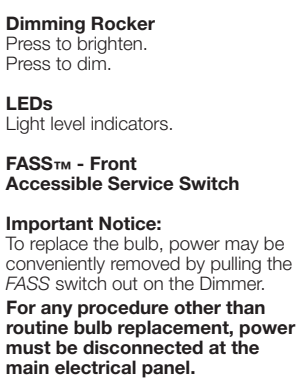 Dimming Rocker
Press to brighten.
Press to dim.
LEDs
Light level indicators.
FASS™ - Front
Accessible Service Switch
Important Notice:
To replace the bulb, power may be
conveniently removed by pulling the
FASS switch out on the Dimmer.
For any procedure other than
routine bulb replacement, power
must be disconnected at the
main electrical panel.